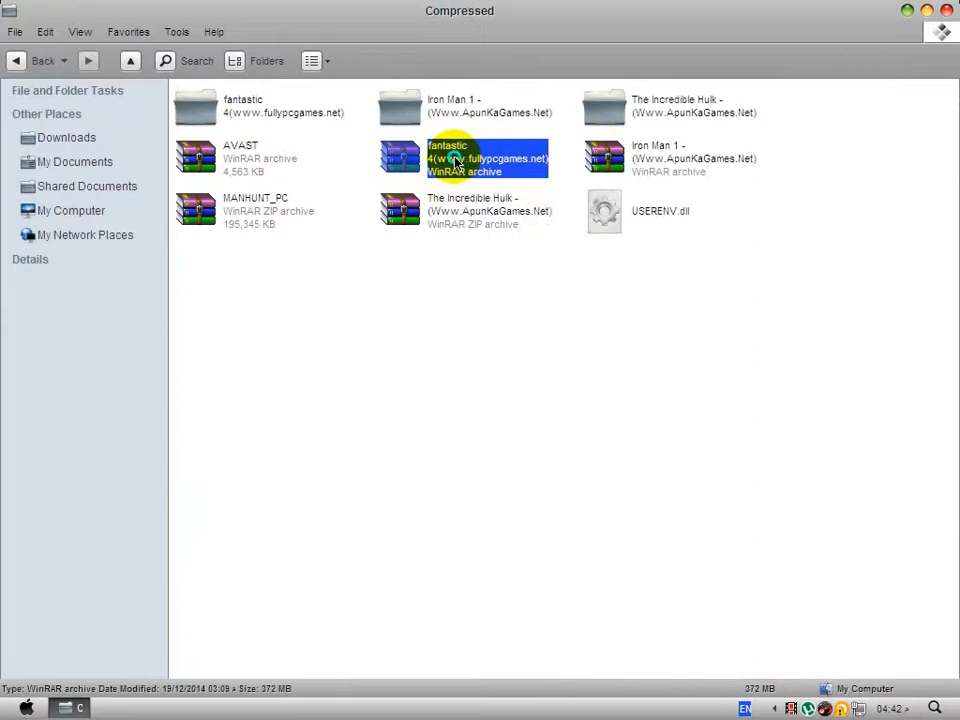 Compressed
File Edit View Favorites Tools Help
Back Search Folders
File and Folder Tasks
Other Places
Downloads
My Documents
Shared Documents
My Computer
My Network Places
Details
fantastic
4(www.fullypcgames.net)
Iron Man 1 -
(Www.ApunKaGames.Net)
The Incredible Hulk -
(Www.ApunKaGames.Net)
AVAST
WinRAR archive
4,563 KB
fantastic
4(www.fullypcgames.net)
WinRAR archive
Iron Man 1 -
(Www.ApunKaGames.Net)
WinRAR archive
MANHUNT_PC
WinRAR ZIP archive
195,345 KB
The Incredible Hulk -
(Www.ApunKaGames.Net)
WinRAR ZIP archive
USERENV.dll
Type: WinRAR archive Date Modified: 19/12/2014 03:09 م Size: 372 MB
372 MB
My Computer
C
EN
04:42 م